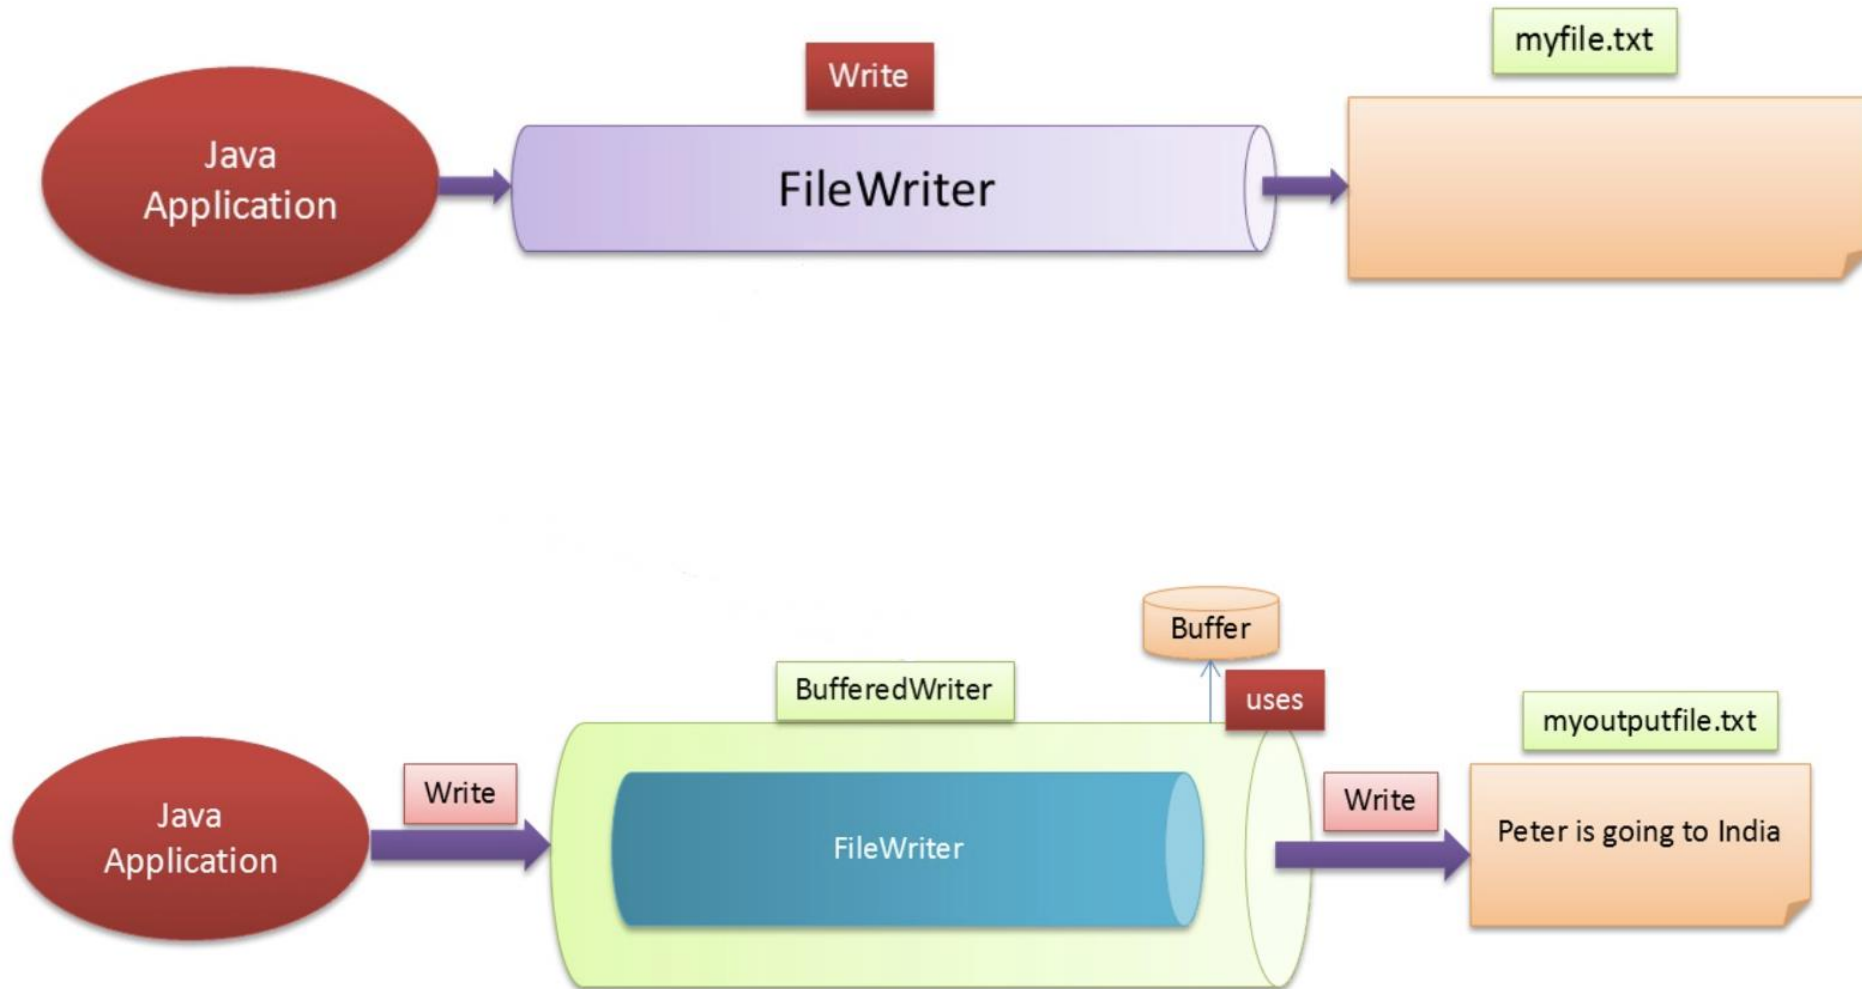 myfile.txt
Write
Java
Application
FileWriter
Buffer
BufferedWriter
uses
myoutputfile.txt
Write
Write
Java
Application
FileWriter
Peter is going to India